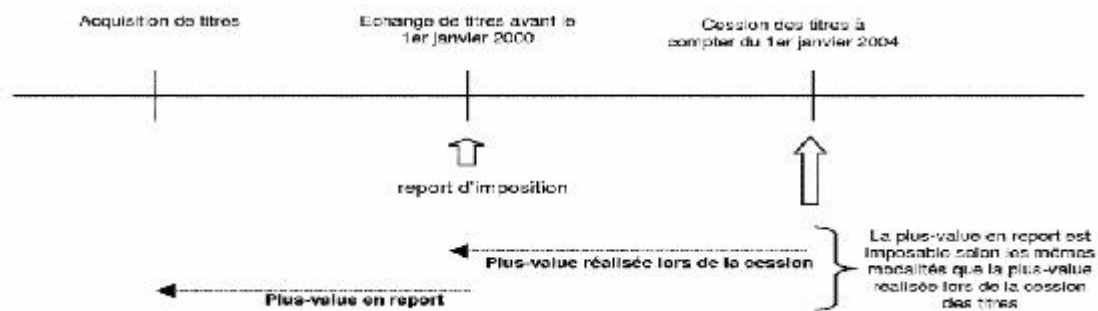 Acquisition de titres
Echange de titres avant le
1er janvier 2000
Cession des titres à
compter du 1er janvier 2004
report d'imposition
Plus-value réalisée lors de la cession
Plus-value en report
La plus-value en report est
imposable selon les mêmes
modalités que la plus-value
réalisée lors de la cession
des titres